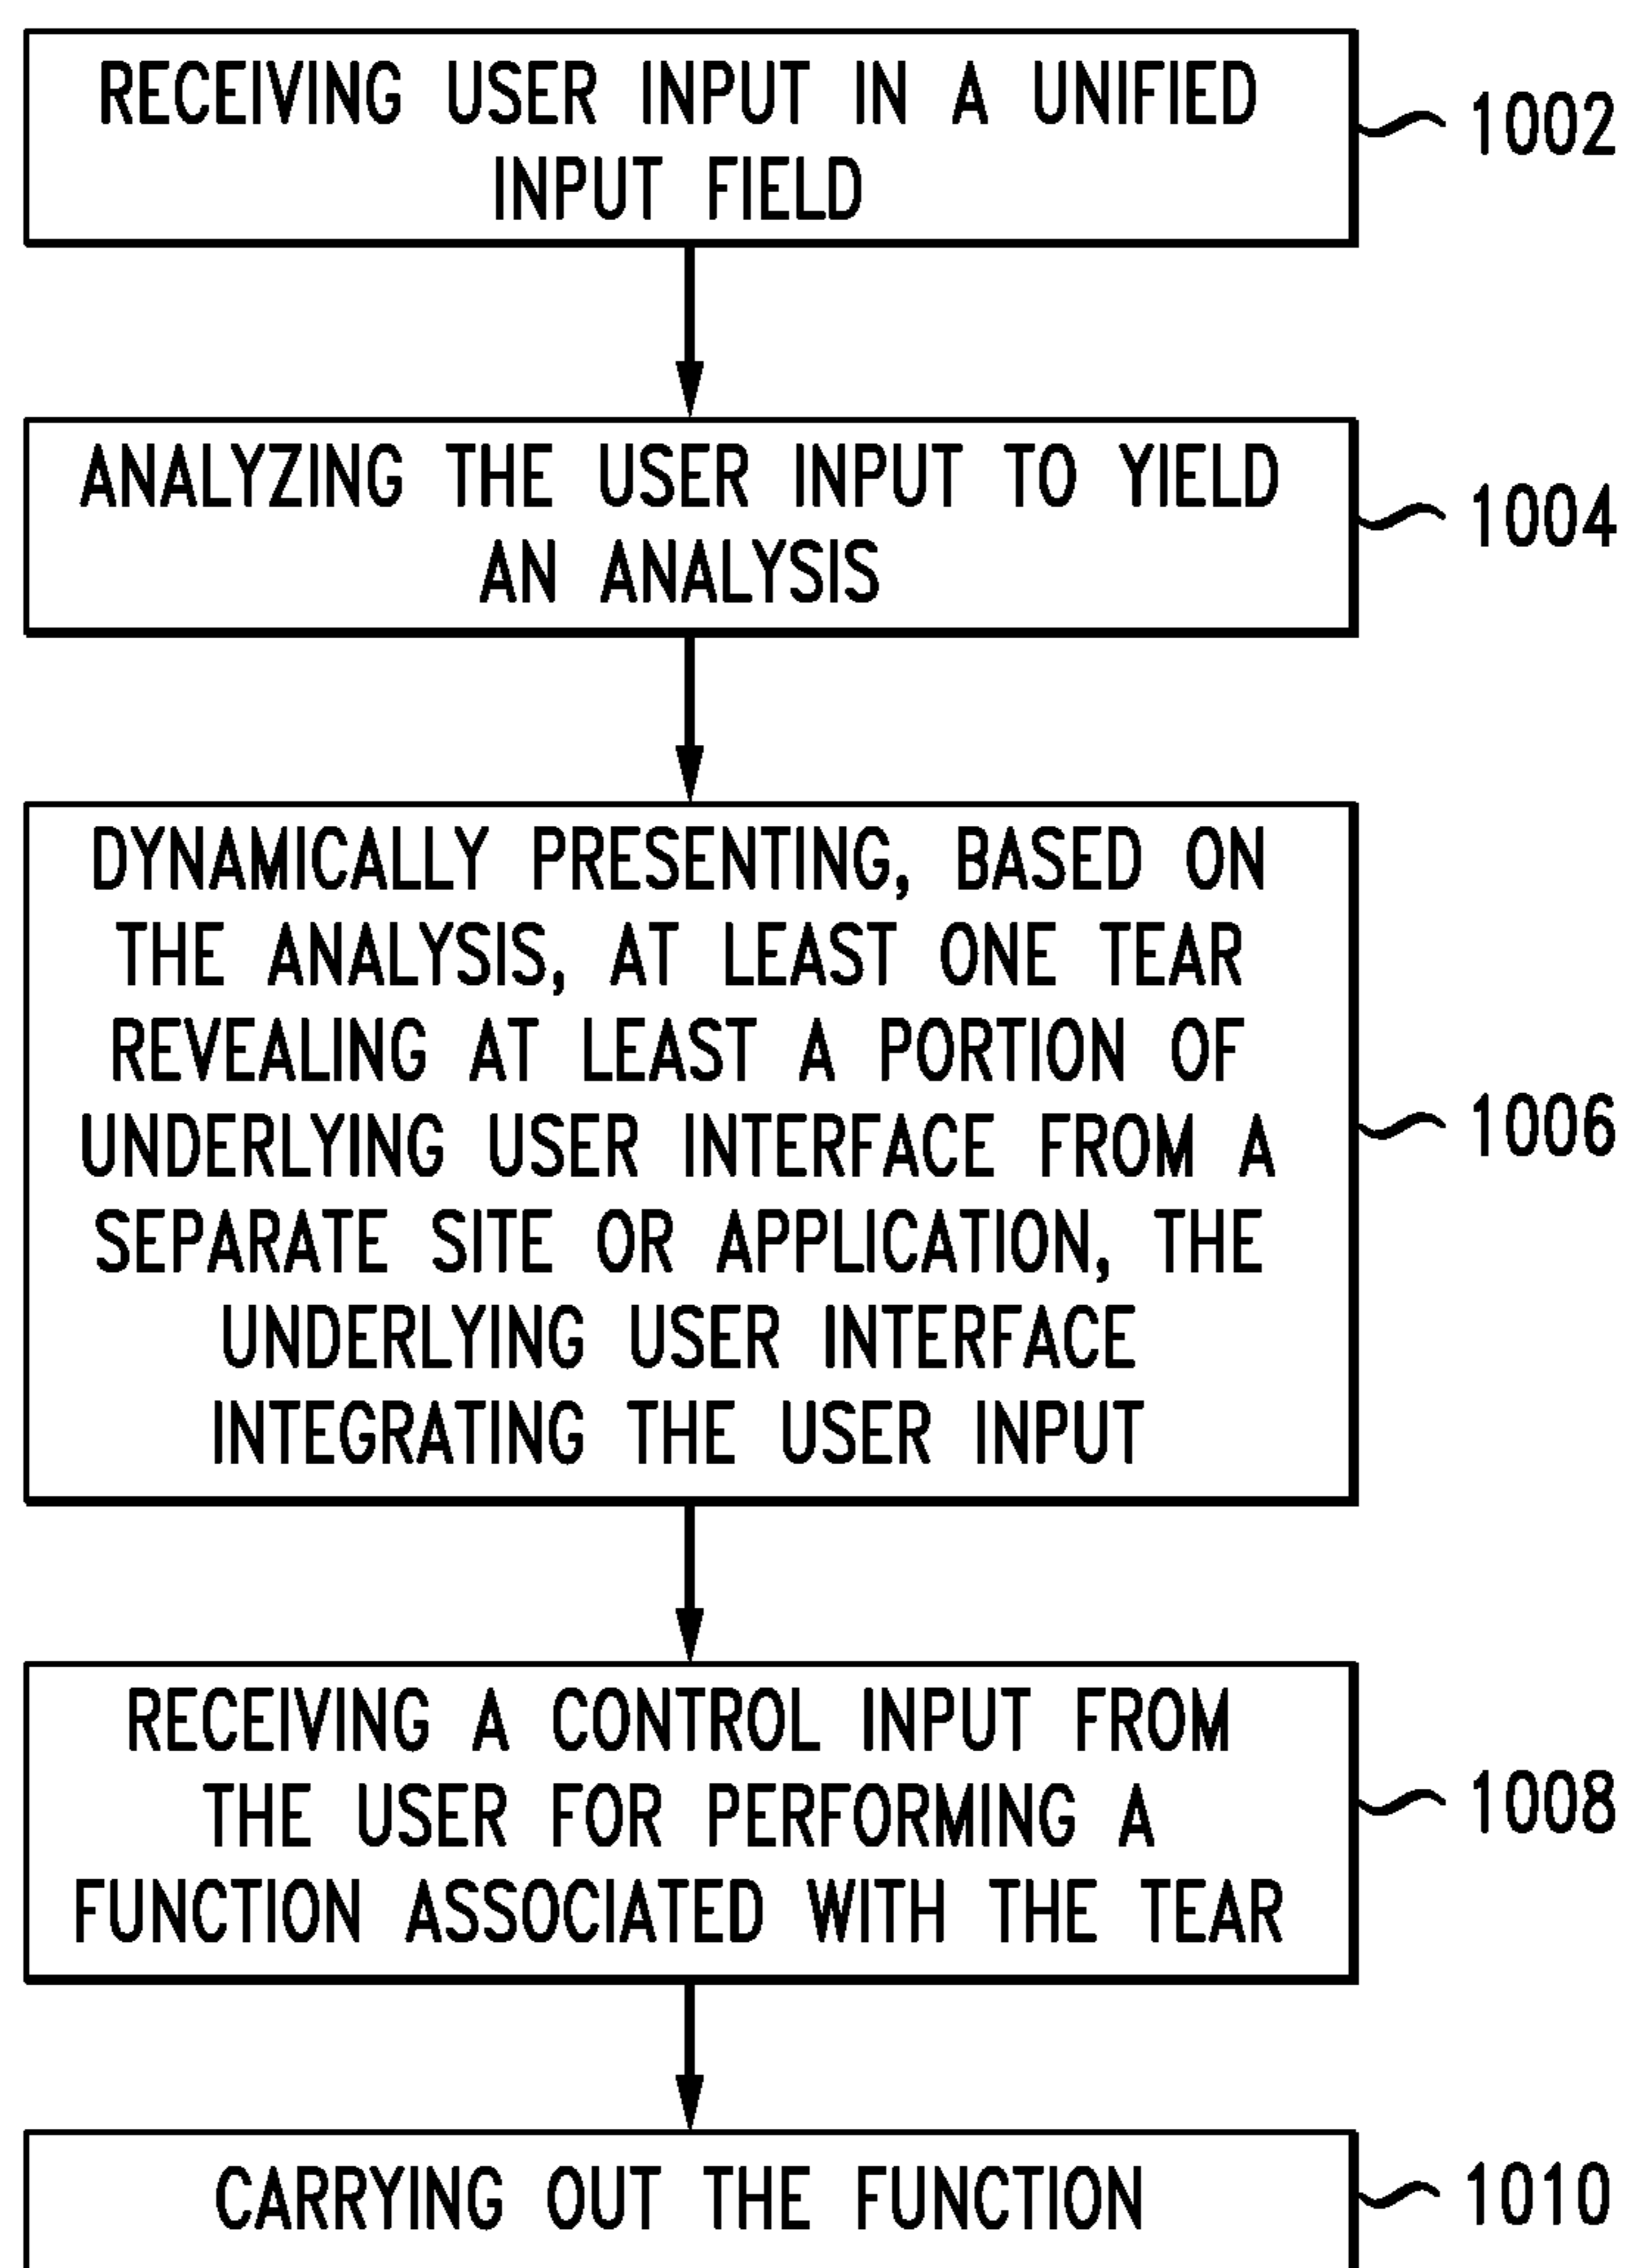 RECEIVING USER INPUT IN A UNIFIED
INPUT FIELD
1002
ANALYZING THE USER INPUT TO YIELD
AN ANALYSIS
1004
DYNAMICALLY PRESENTING, BASED ON
THE ANALYSIS, AT LEAST ONE TEAR
REVEALING AT LEAST A PORTION OF
UNDERLYING USER INTERFACE FROM A
SEPARATE SITE OR APPLICATION, THE
UNDERLYING USER INTERFACE
INTEGRATING THE USER INPUT
1006
RECEIVING A CONTROL INPUT FROM
THE USER FOR PERFORMING A
FUNCTION ASSOCIATED WITH THE TEAR
1008
CARRYING OUT THE FUNCTION
1010